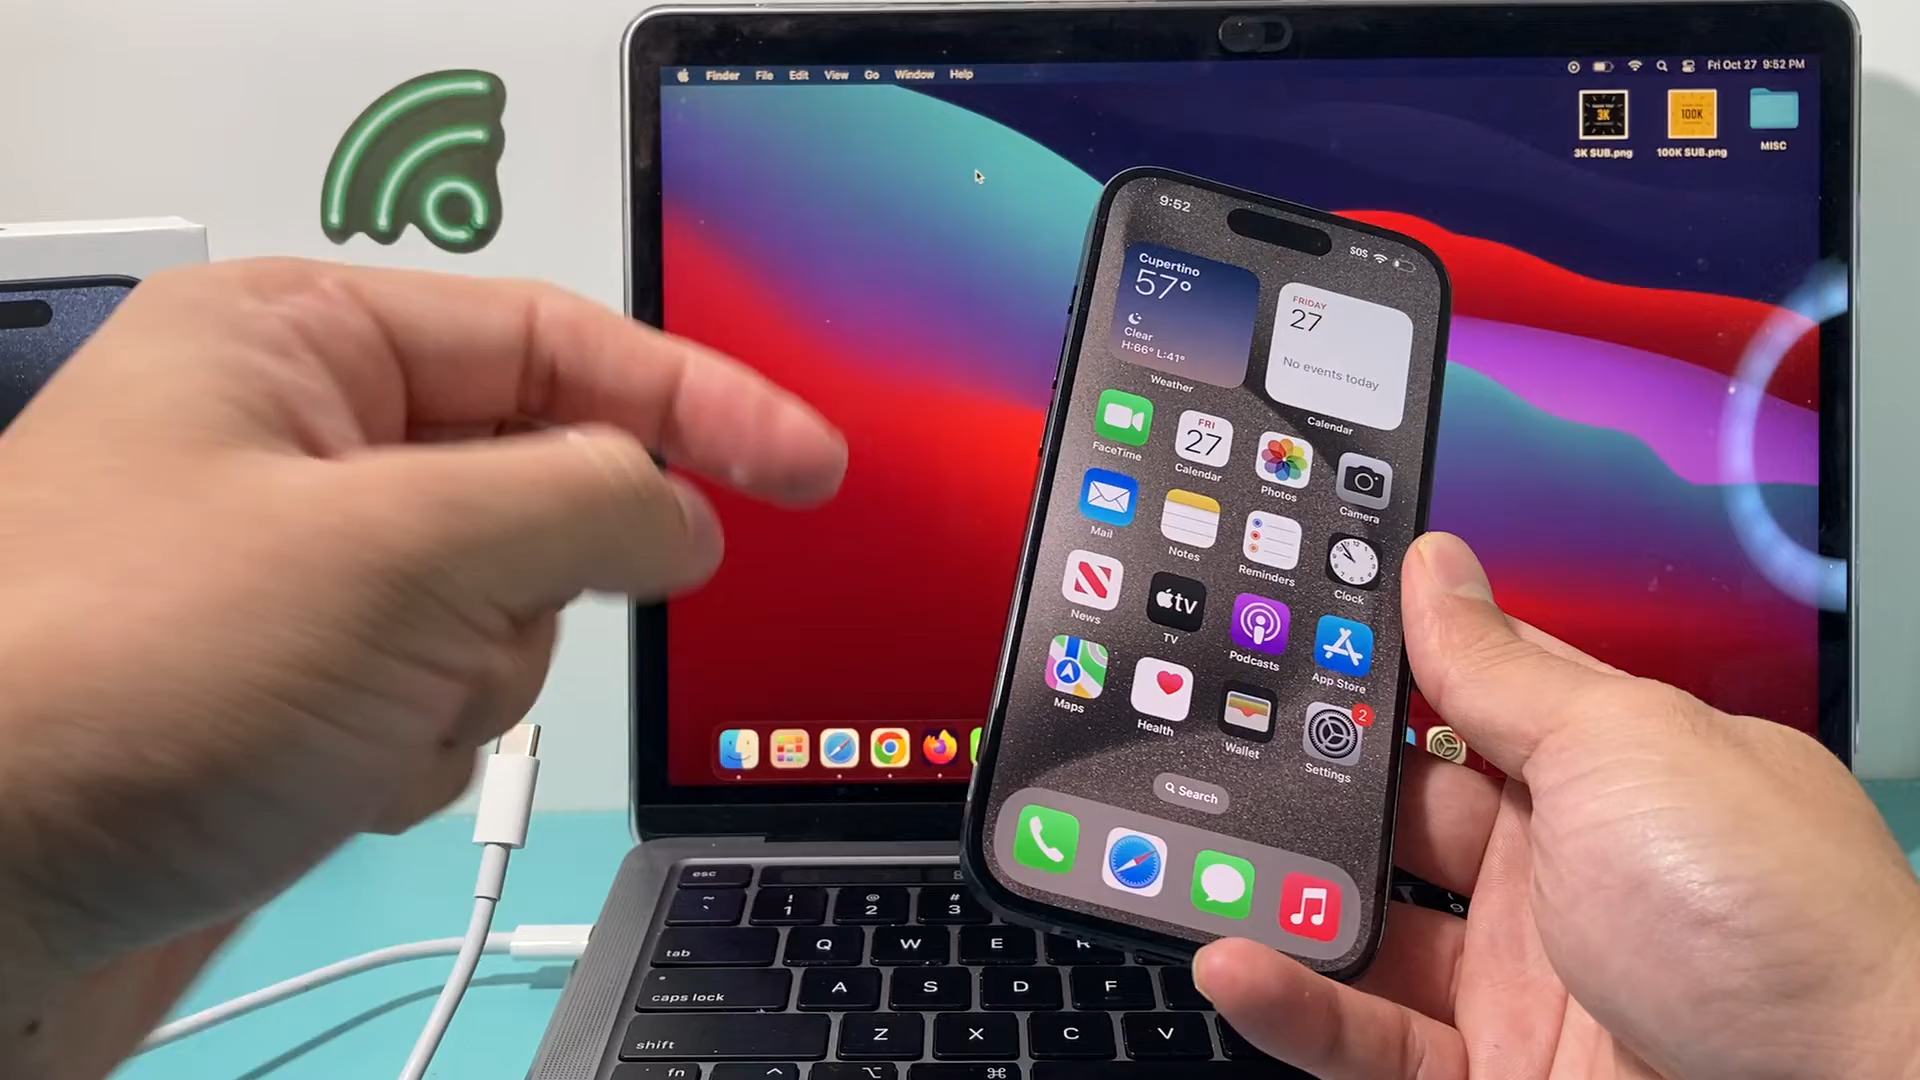 Finder File Edit View Go Window Help
Fri Oct 27 9:52 PM
3K
100K
3K SUB.png
100K SUB.png
MISC
9:52
SOS
Cupertino
57°
Clear
H:66° L:41°
Weather
FRIDAY
27
No events today
Calendar
FaceTime
FRI
27
Calendar
Photos
Camera
Mail
Notes
Reminders
Clock
News
tv
TV
Podcasts
App Store
Maps
Health
Wallet
2
Settings
Search
esc
~
`
!
1
@
2
#
3
tab
Q
W
E
R
caps lock
A
S
D
F
shift
Z
X
C
V
fn